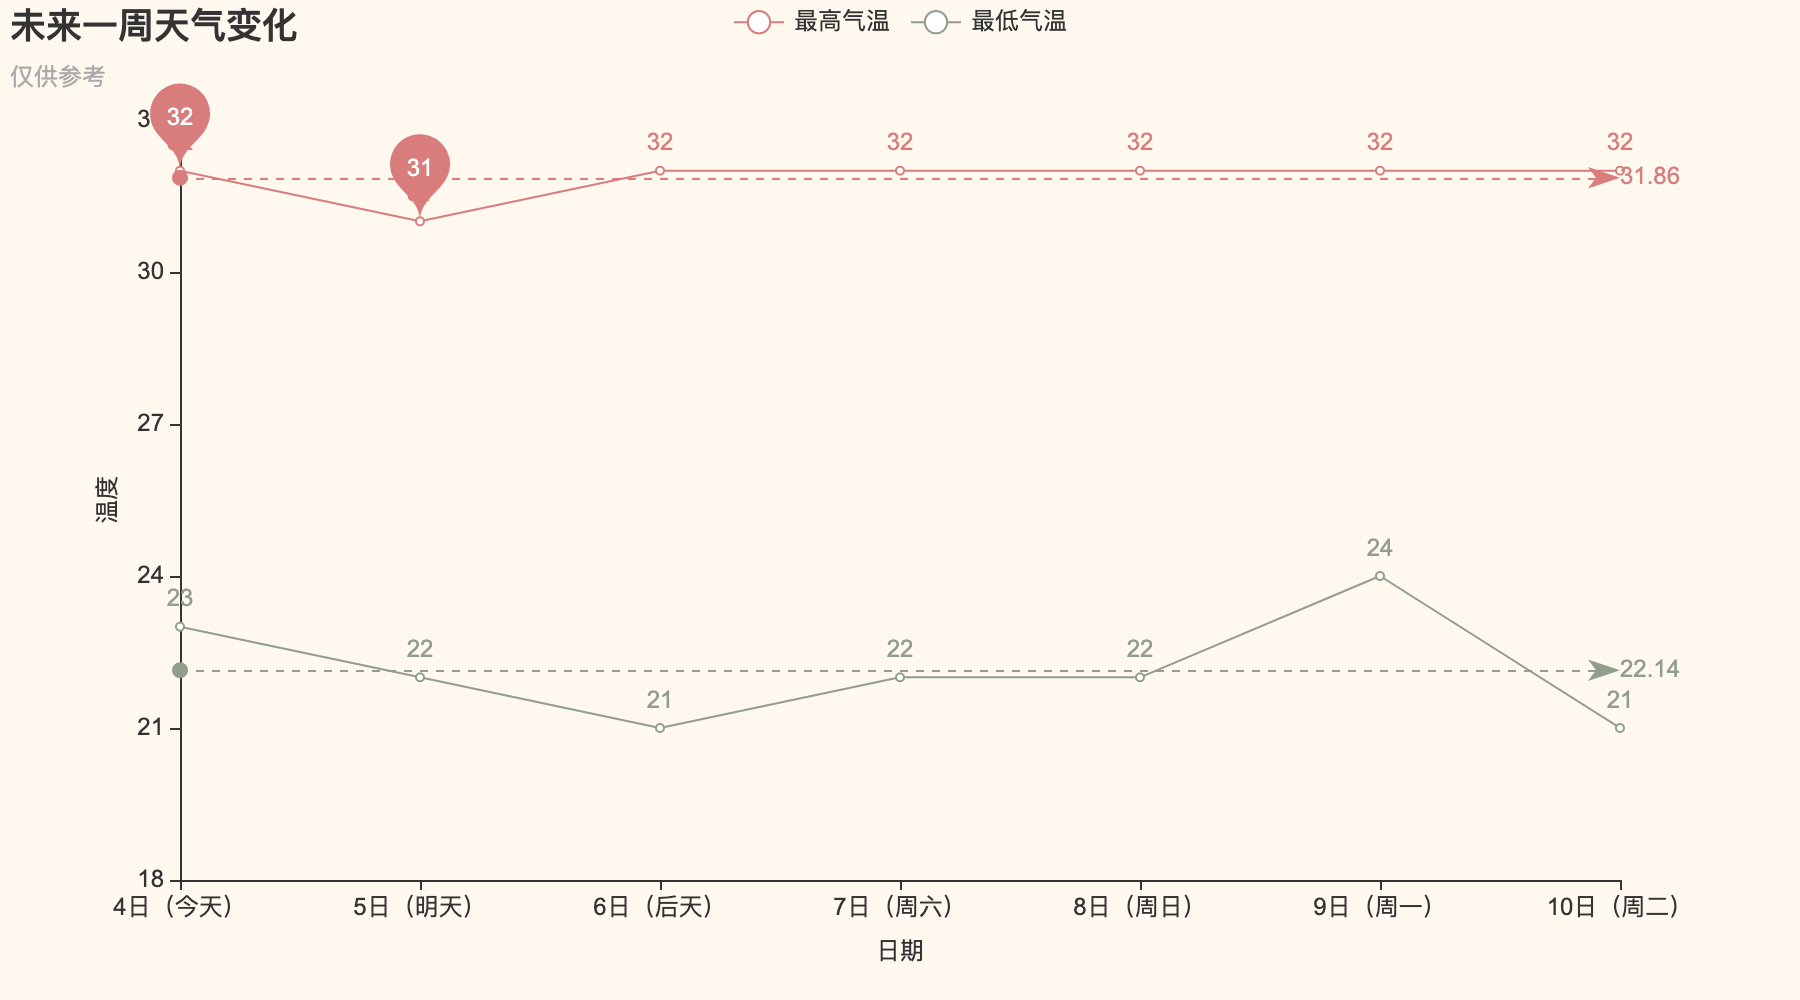 未来一周天气变化
仅供参考
最高气温 最低气温
32
31
32 32 32 32 32
31.86
30
27
24
21
18
温度
23 22 21 22 22 24 21
22.14
4日（今天） 5日（明天） 6日（后天） 7日（周六） 8日（周日） 9日（周一） 10日（周二）
日期